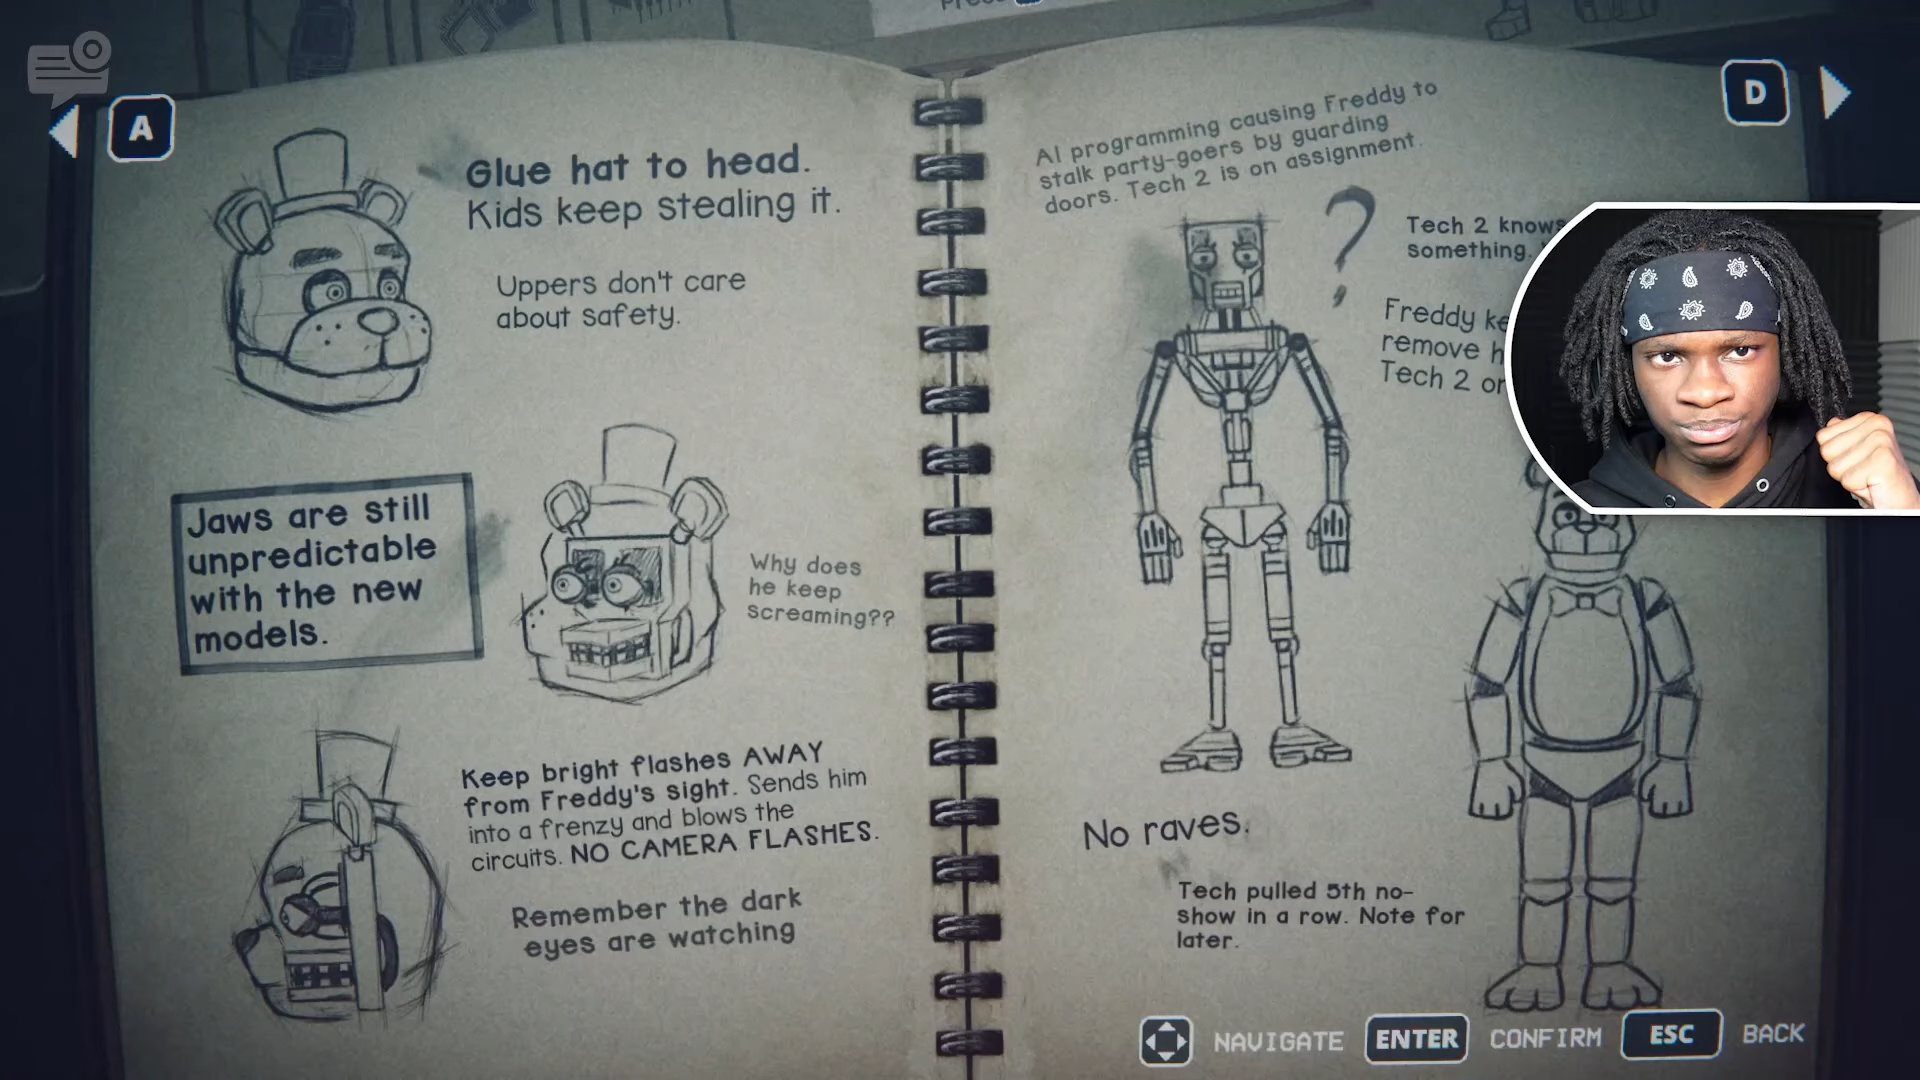 A
D
Glue hat to head.
Kids keep stealing it.
Uppers don't care
about safety.
Jaws are still
unpredictable
with the new
models.
Why does
he keep
screaming??
Keep bright flashes AWAY
from Freddy's sight. Sends him
into a frenzy and blows the
circuits. NO CAMERA FLASHES.
Remember the dark
eyes are watching
AI programming causing Freddy to
stalk party-goers by guarding
doors. Tech 2 is on assignment.
?
Tech 2 knows
something.
Freddy
remove
Tech 2
No raves.
Tech pulled 5th no-
show in a row. Note for
later.
NAVIGATE ENTER CONFIRM ESC BACK